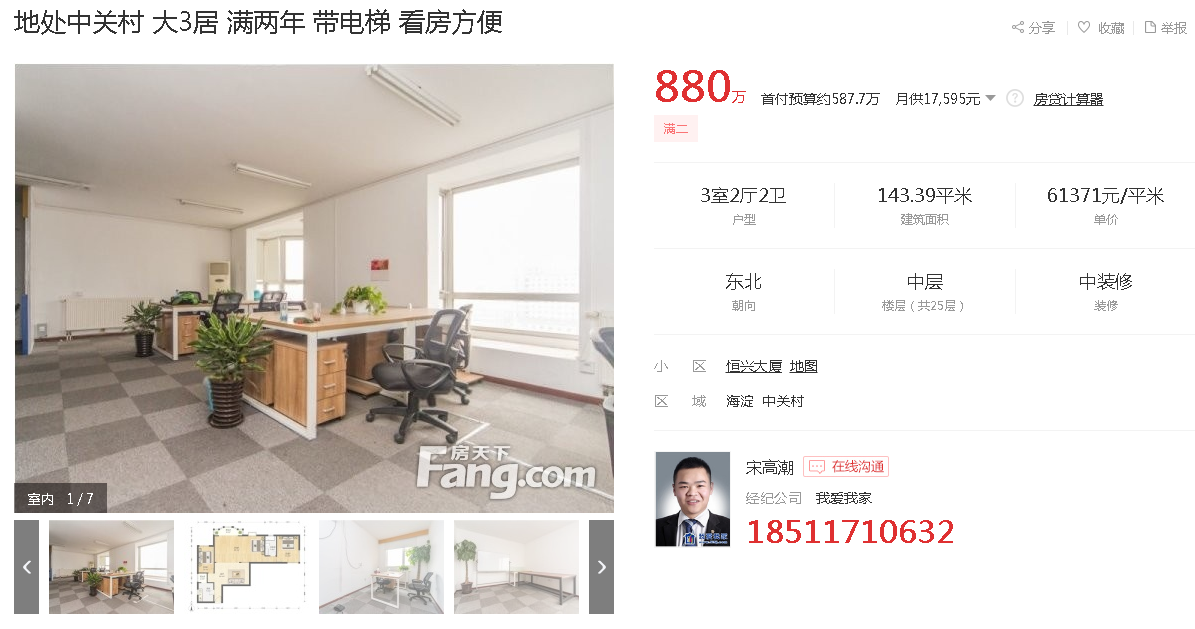 地处中关村 大3居 满两年 带电梯 看房方便
分享 收藏 举报
880万 首付预算约587.7万 月供17,595元 ? 房贷计算器
满二
3室2厅2卫 143.39平米 61371元/平米
户型 建筑面积 单价
东北 中层 中装修
朝向 楼层（共25层） 装修
小 区 恒兴大厦 地图
区 域 海淀 中关村
房天下
Fang.com
室内 1/7
宋高潮 在线沟通
经纪公司 我爱我家
18511710632